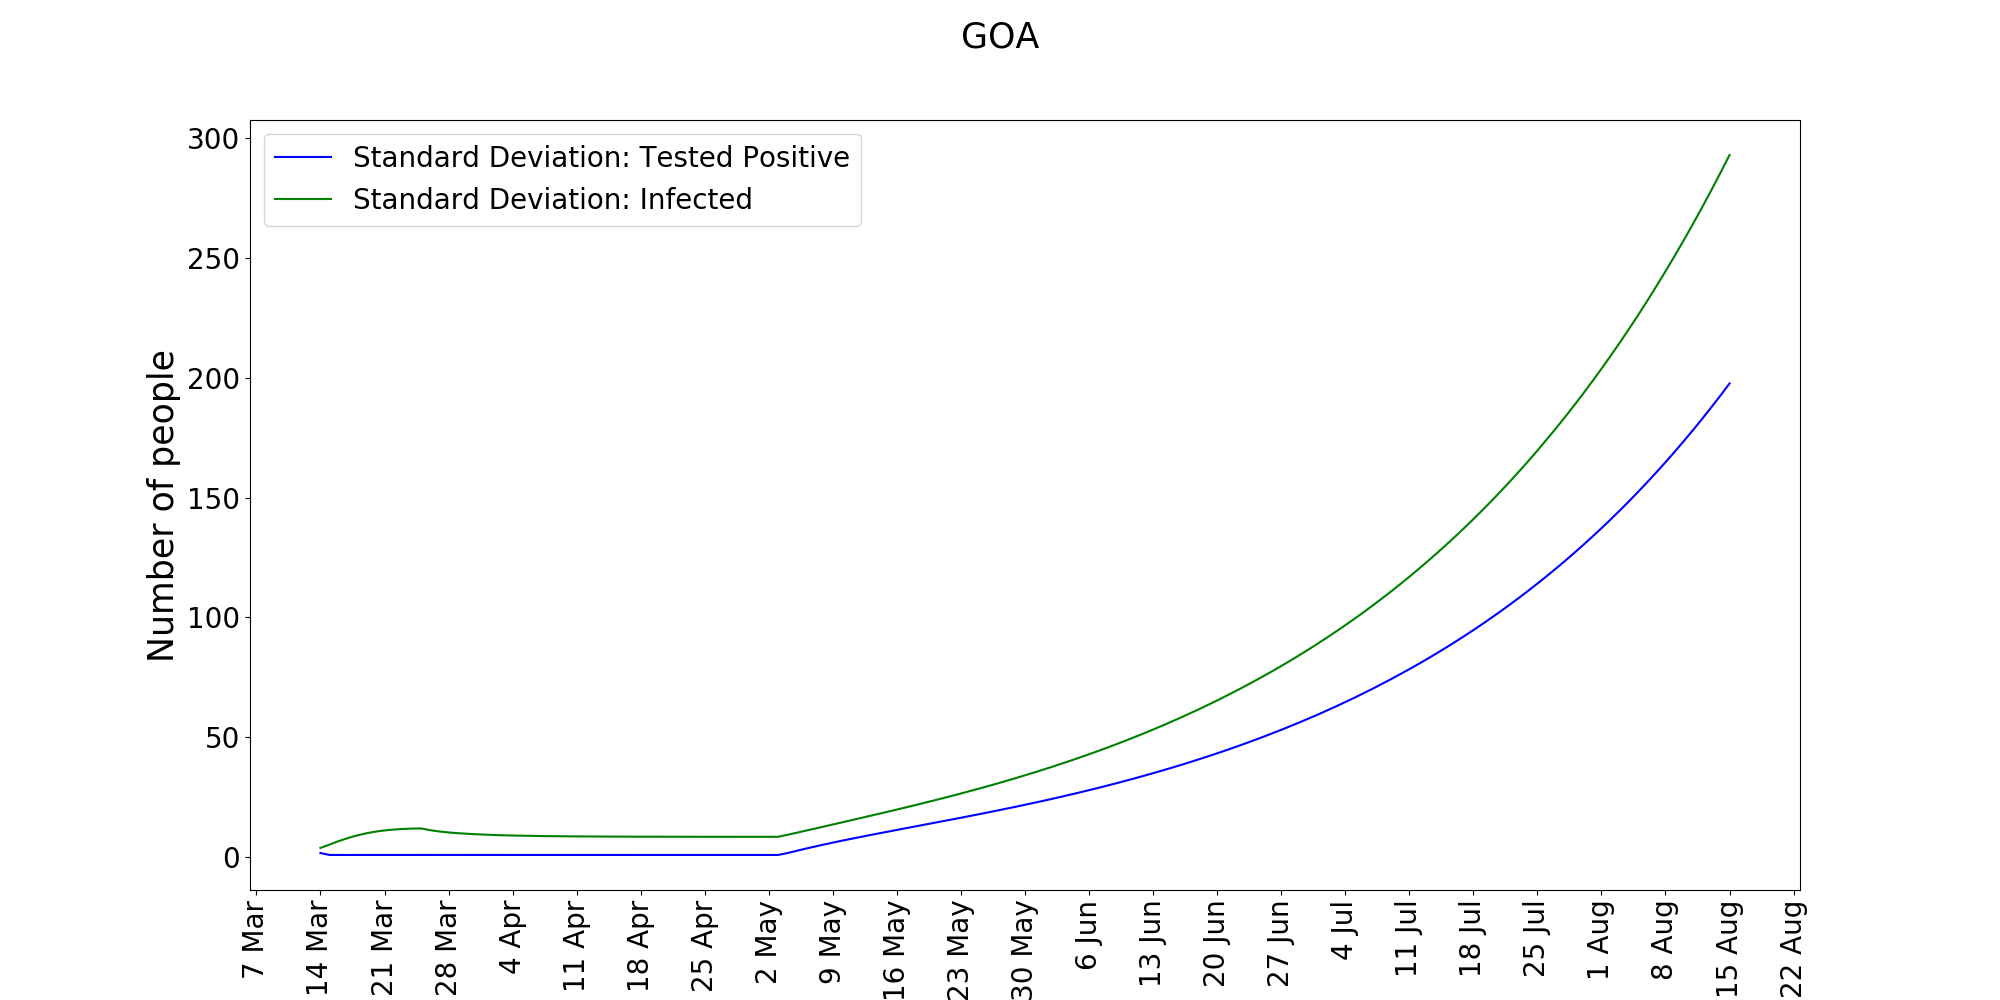 GOA
Standard Deviation: Tested Positive
Standard Deviation: Infected
Number of people
300
250
200
150
100
50
0
7 Mar
14 Mar
21 Mar
28 Mar
4 Apr
11 Apr
18 Apr
25 Apr
2 May
9 May
16 May
23 May
30 May
6 Jun
13 Jun
20 Jun
27 Jun
4 Jul
11 Jul
18 Jul
25 Jul
1 Aug
8 Aug
15 Aug
22 Aug